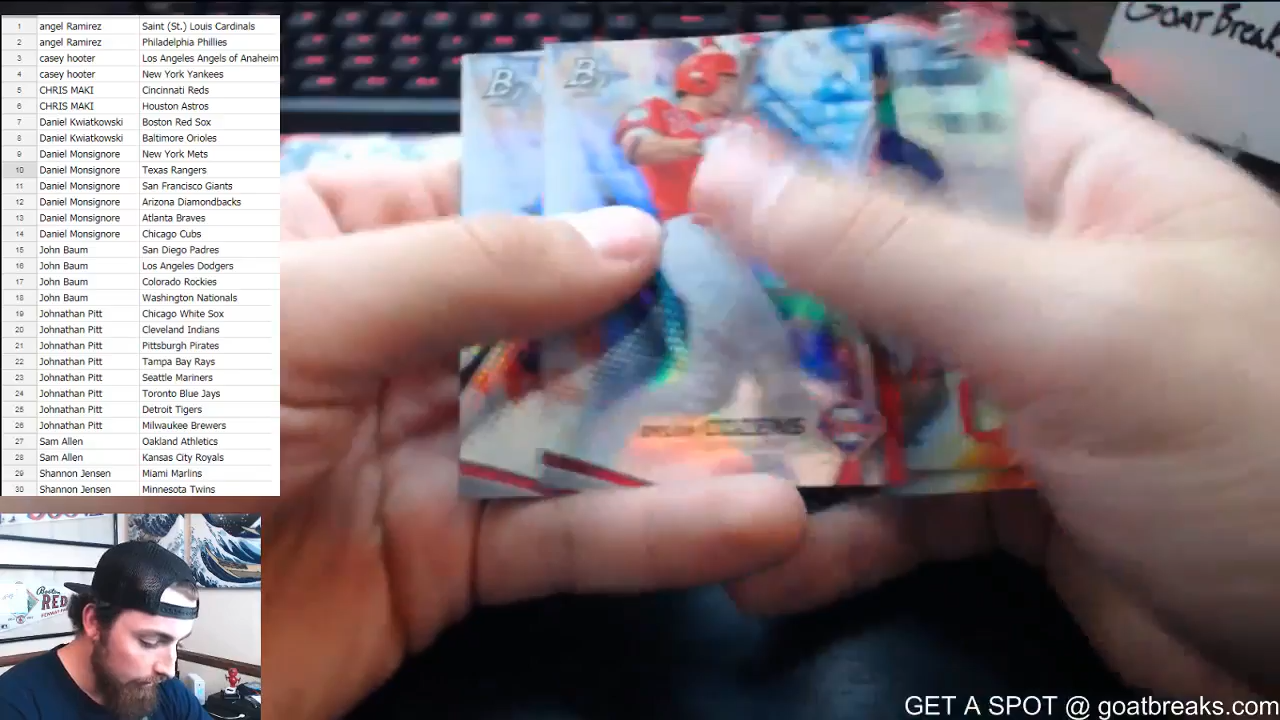 GOAT BREAK
1 angel Ramirez Saint (St.) Louis Cardinals
2 angel Ramirez Philadelphia Phillies
3 casey hooter Los Angeles Angels of Anaheim
4 casey hooter New York Yankees
5 CHRIS MAKI Cincinnati Reds
6 CHRIS MAKI Houston Astros
7 Daniel Kwiatkowski Boston Red Sox
8 Daniel Kwiatkowski Baltimore Orioles
9 Daniel Monsignore New York Mets
10 Daniel Monsignore Texas Rangers
11 Daniel Monsignore San Francisco Giants
12 Daniel Monsignore Arizona Diamondbacks
13 Daniel Monsignore Atlanta Braves
14 Daniel Monsignore Chicago Cubs
15 John Baum San Diego Padres
16 John Baum Los Angeles Dodgers
17 John Baum Colorado Rockies
18 John Baum Washington Nationals
19 Johnathan Pitt Chicago White Sox
20 Johnathan Pitt Cleveland Indians
21 Johnathan Pitt Pittsburgh Pirates
22 Johnathan Pitt Tampa Bay Rays
23 Johnathan Pitt Seattle Mariners
24 Johnathan Pitt Toronto Blue Jays
25 Johnathan Pitt Detroit Tigers
26 Johnathan Pitt Milwaukee Brewers
27 Sam Allen Oakland Athletics
28 Sam Allen Kansas City Royals
29 Shannon Jensen Miami Marlins
30 Shannon Jensen Minnesota Twins
B
B
RED
GET A SPOT @ goatbreaks.com